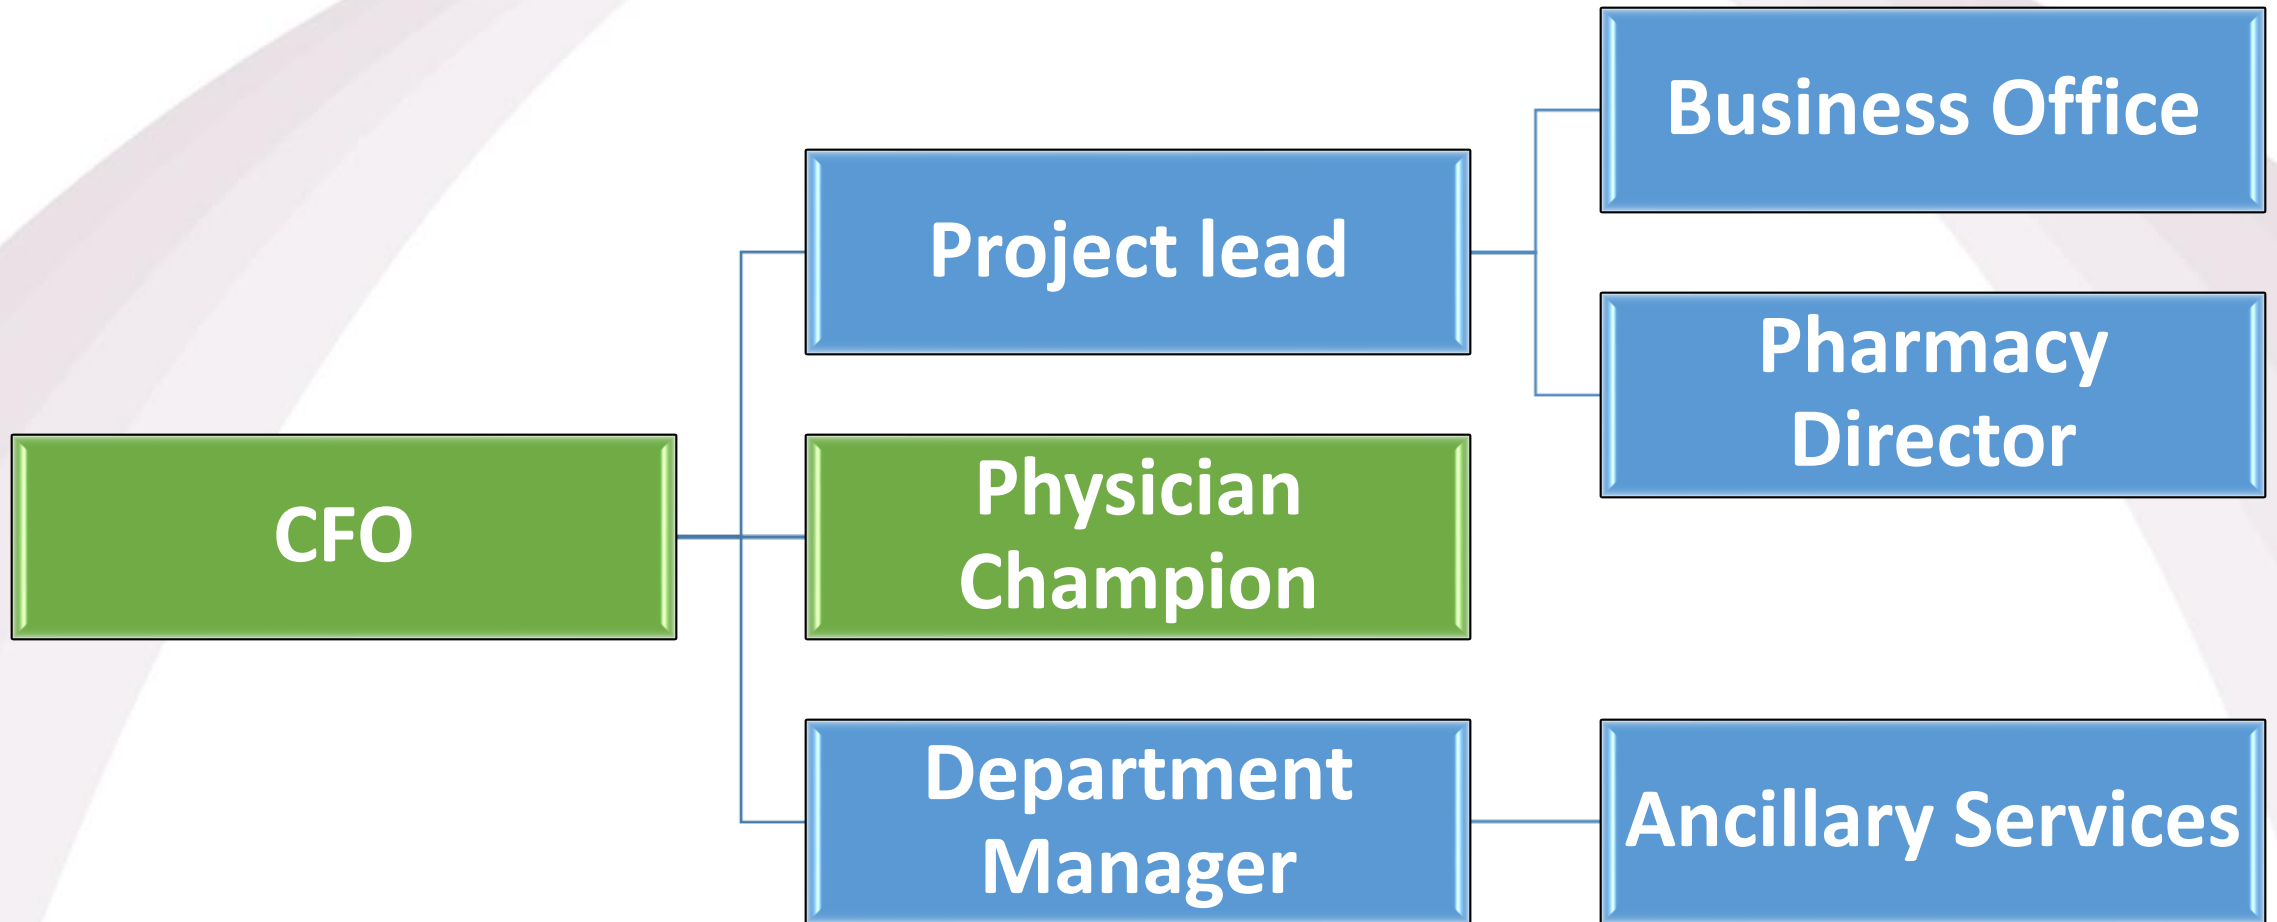 CFO
Project lead
Physician
Champion
Department
Manager
Business Office
Pharmacy
Director
Ancillary Services